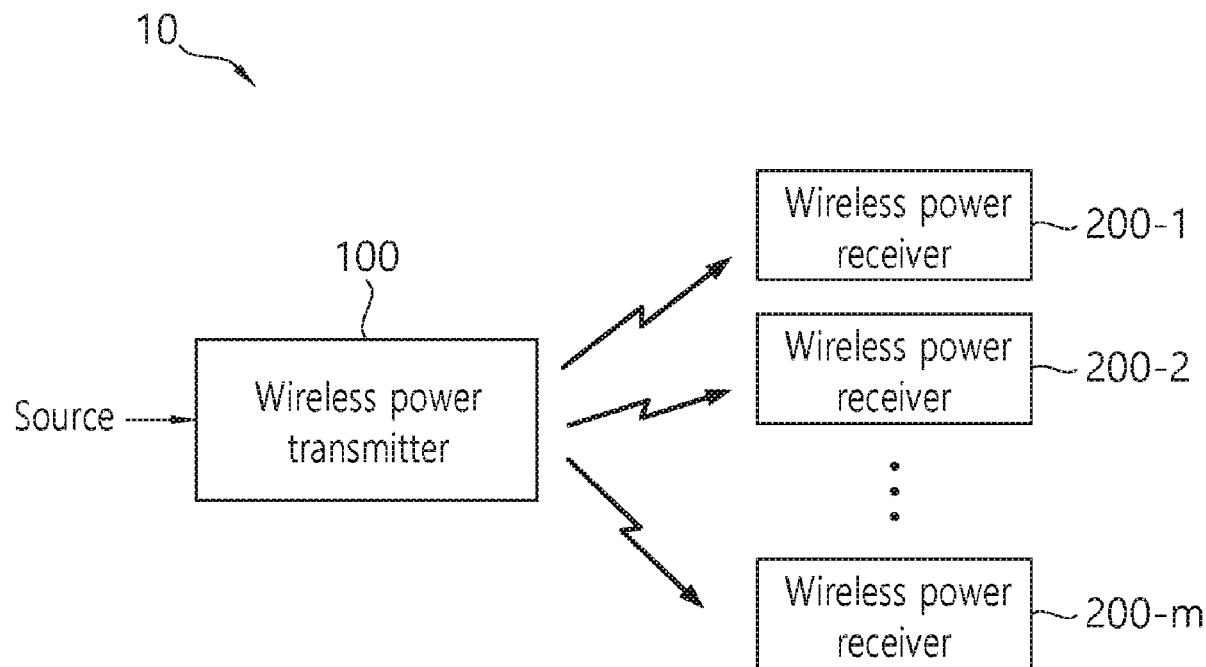 10
Wireless power
receiver
200-1
100
Wireless power
receiver
200-2
Source
Wireless power
transmitter
Wireless power
receiver
200-m